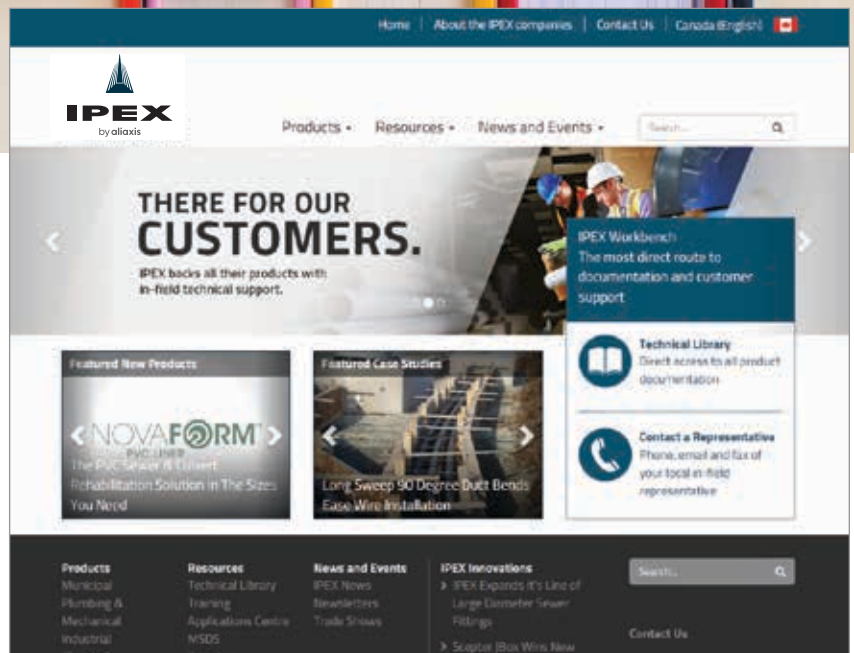 Home
About the IPEX companies
Contact Us
Canada (English)
IPEX
by aliaxis
Products
Resources
News and Events
Search...
THERE FOR OUR
CUSTOMERS.
IPEX backs all their products with
in-field technical support.
IPEX Workbench
The most direct route to
documentation and customer
support
Technical Library
Direct access to all product
documentation
Contact a Representative
Phone, email and fax of
your local in-field
representative
Featured New Products
NOVAFORM™
PVC LINER
The PVC Sewer & Culvert
Rehabilitation Solution in The Sizes
You Need
Featured Case Studies
Long Sweep 90 Degree Duct Bends
Ease Wire Installation
Products
Municipal
Plumbing &
Mechanical
Industrial
Resources
Technical Library
Training
Applications Centre
MSDS
News and Events
IPEX News
Newsletters
Trade Shows
IPEX Innovations
IPEX Expands it's Line of
Large Diameter Sewer
Fittings
Scepter JBox Wins New
Search...
Contact Us